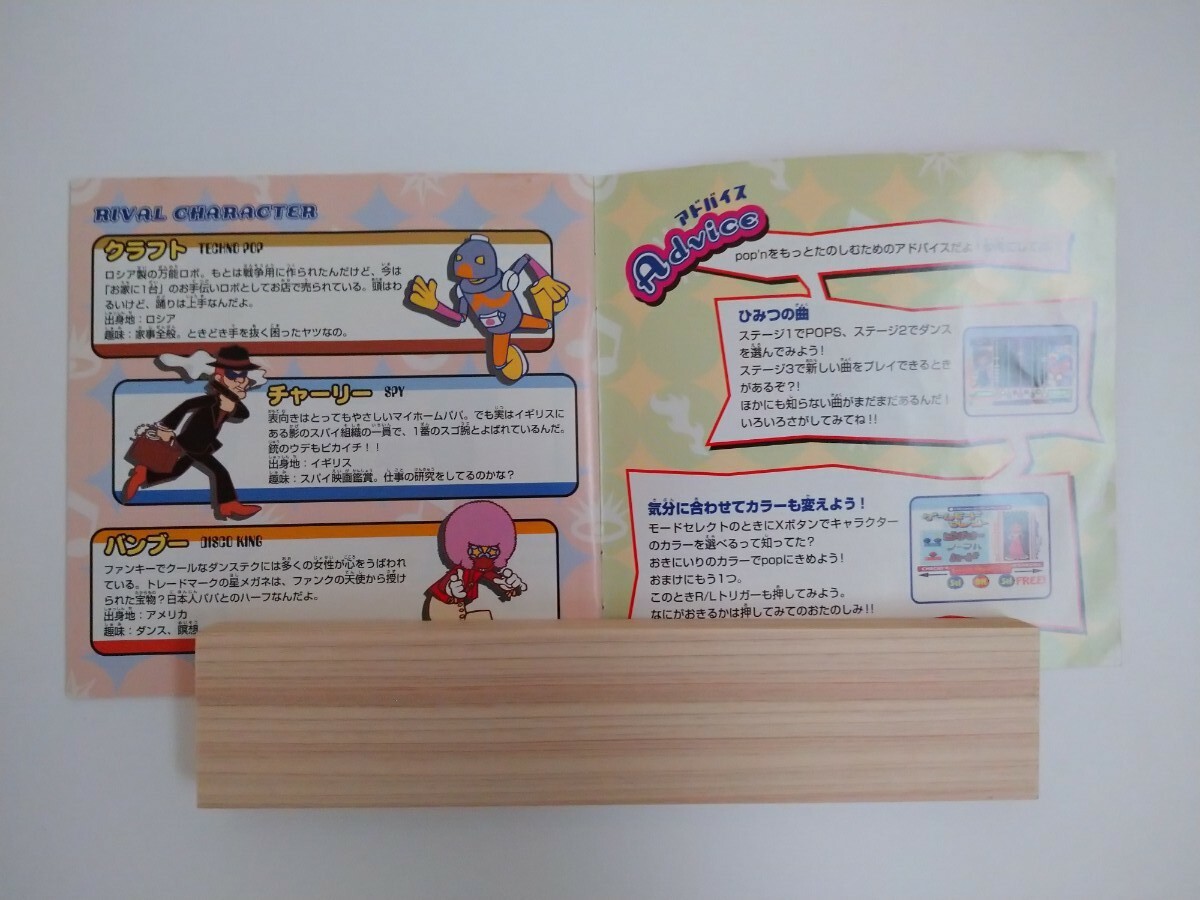 RIVAL CHARACTER
クラフト TECHNO POP
ロシア製の万能ロボ。もとは戦争用に作られたんだけど、今は
「お家に1台」のお手伝いロボとしてお店で売られている。頭はわ
るいけど、踊りは上手なんだよ。
出身地：ロシア
趣味：家事全般。ときどき手を抜く困ったヤツなの。
チャーリー SPY
表向きはとってもやさしいマイホームパパ。でも実はイギリスに
ある影のスパイ組織の一員で、1番のスゴ腕とよばれているんだ。
銃のウデもピカイチ！！
出身地：イギリス
趣味：スパイ映画鑑賞。仕事の研究をしてるのかな？
バンブー DISCO KING
ファンキーでクールなダンステクには多くの女性が心をうばわれ
ている。トレードマークの星メガネは、ファンクの天使から授け
られた宝物？日本人パパとのハーフなんだよ。
出身地：アメリカ
趣味：ダンス、瞑想
アドバイス
Advice
pop'nをもっとたのしむためのアドバイスだよ
ひみつの曲
ステージ1でPOPS、ステージ2でダンス
を選んでみよう！
ステージ3で新しい曲をプレイできるとき
があるぞ?!
ほかにも知らない曲がまだまだあるんだ！
いろいろさがしてみてね!!
気分に合わせてカラーも変えよう！
モードセレクトのときにXボタンでキャラクター
のカラーを選べるって知ってた？
おきにいりのカラーでpopにきめよう！
おまけにもう1つ。
このときR/Lトリガーも押してみよう。
なにがおきるかは押してみてのおたのしみ!!
FREE!